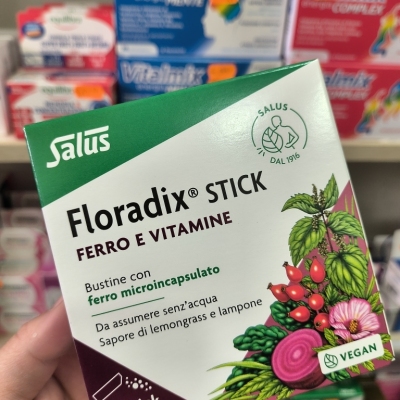 Vitalmix
COMPLEX
Salus
SALUS
DAL 1916
Floradix® STICK
FERRO E VITAMINE
Bustine con
ferro microincapsulato
Da assumere senz'acqua
Sapore di lemongrass e lampone
VEGAN